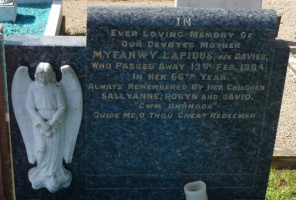 IN
EVER LOVING MEMORY OF
OUR DEVOTED MOTHER
MYFANWY LAPIDUS (NÉE DAVIES)
WHO PASSED AWAY 13TH FEB. 1984
IN HER 66TH YEAR.
ALWAYS REMEMBERED BY HER CHILDREN
SALLYANNE, ROBYN AND DAVID.
"CWM RHONDDA"
GUIDE ME, O THOU GREAT REDEEMER